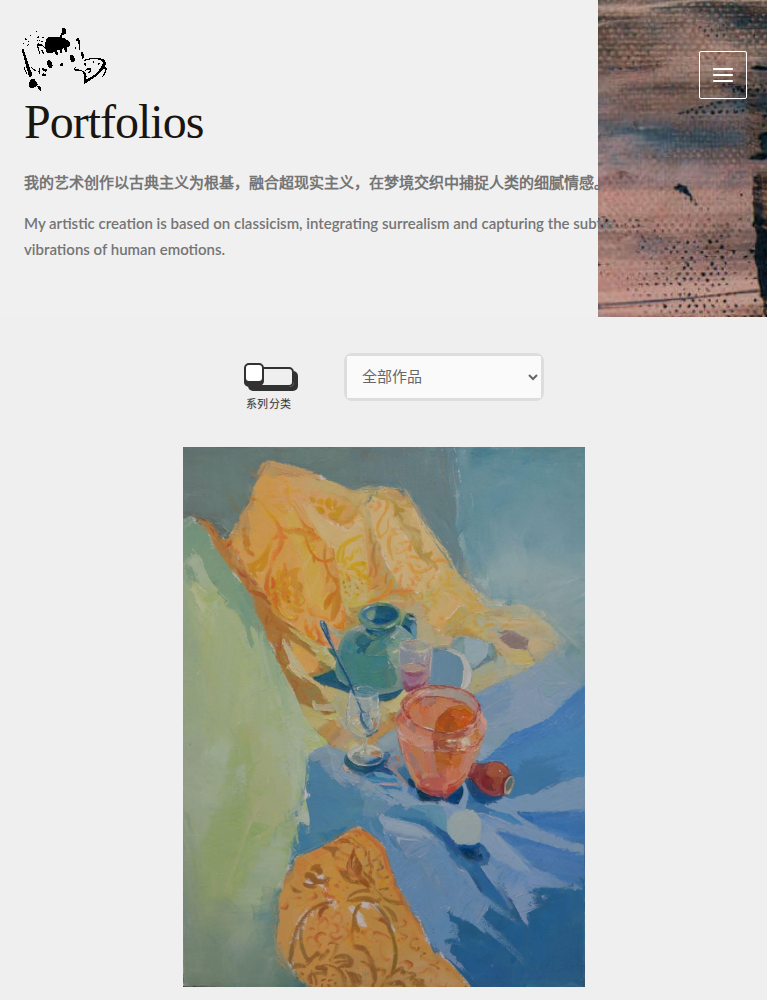 Portfolios
我的艺术创作以古典主义为根基，融合超现实主义，在梦境交织中捕捉人类的细腻情感。
My artistic creation is based on classicism, integrating surrealism and capturing the subtle
vibrations of human emotions.
全部作品
系列分类